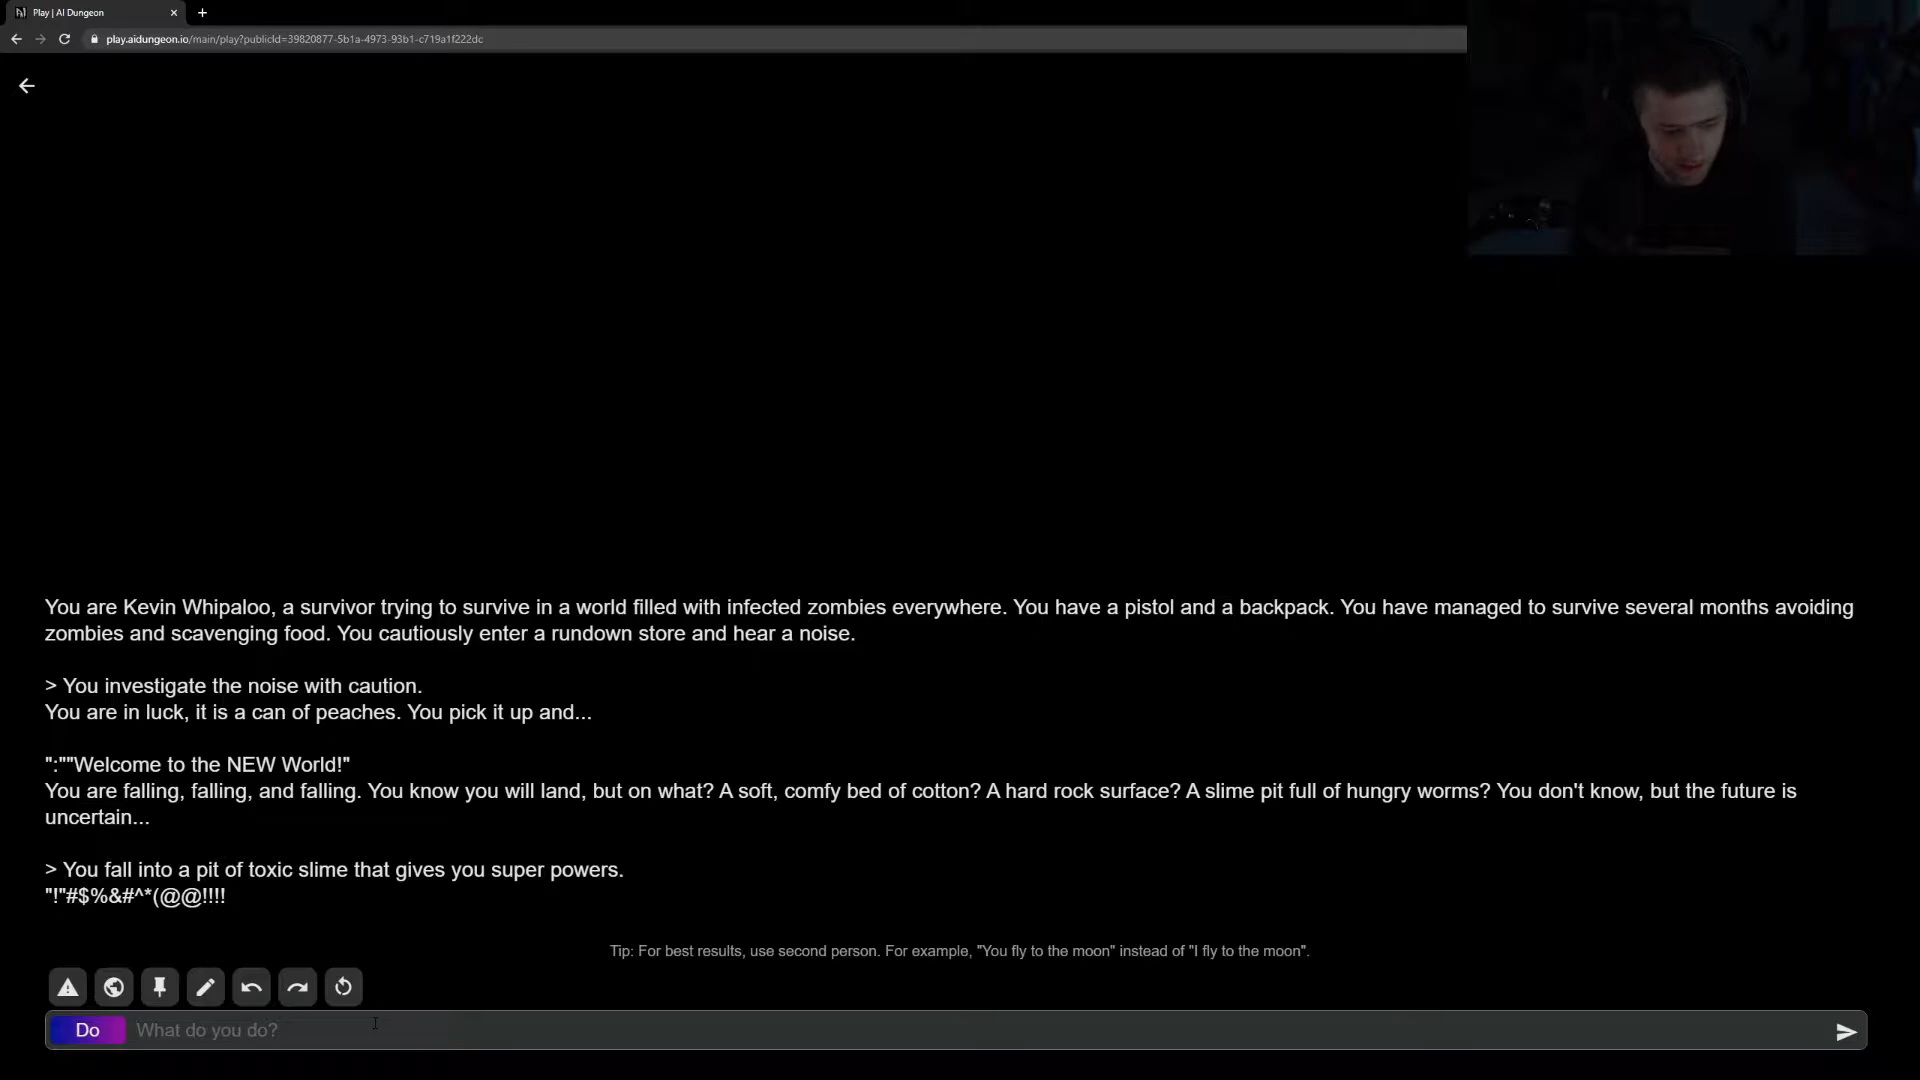 Play | AI Dungeon
play.aidungeon.io/main/play?publicId=39820877-5b1a-4973-93b1-c719a1f222dc
You are Kevin Whipaloo, a survivor trying to survive in a world filled with infected zombies everywhere. You have a pistol and a backpack. You have managed to survive several months avoiding
zombies and scavenging food. You cautiously enter a rundown store and hear a noise.
> You investigate the noise with caution.
You are in luck, it is a can of peaches. You pick it up and...
":""Welcome to the NEW World!"
You are falling, falling, and falling. You know you will land, but on what? A soft, comfy bed of cotton? A hard rock surface? A slime pit full of hungry worms? You don't know, but the future is
uncertain...
> You fall into a pit of toxic slime that gives you super powers.
"!"#$%&#^*(@@!!!!
Tip: For best results, use second person. For example, "You fly to the moon" instead of "I fly to the moon".
Do What do you do?